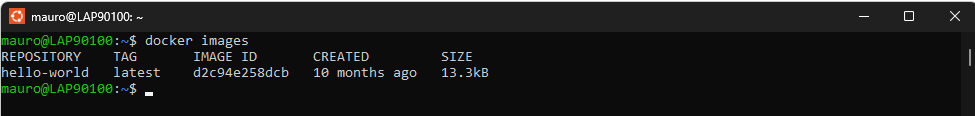 mauro@LAP90100: ~
mauro@LAP90100:~$ docker images
REPOSITORY    TAG       IMAGE ID       CREATED         SIZE
hello-world   latest    d2c94e258dcb   10 months ago   13.3kB
mauro@LAP90100:~$